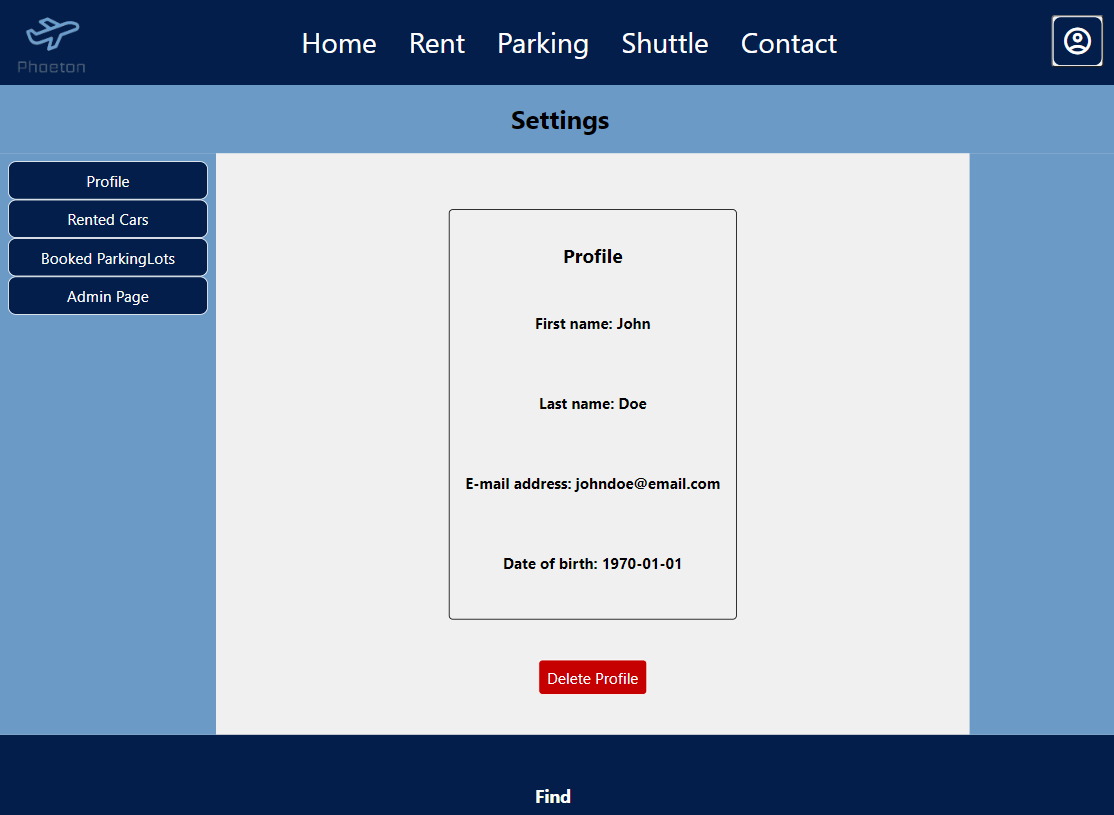 Phaeton
Home Rent Parking Shuttle Contact
Settings
Profile
Rented Cars
Booked ParkingLots
Admin Page
Profile
First name: John
Last name: Doe
E-mail address: johndoe@email.com
Date of birth: 1970-01-01
Delete Profile
Find